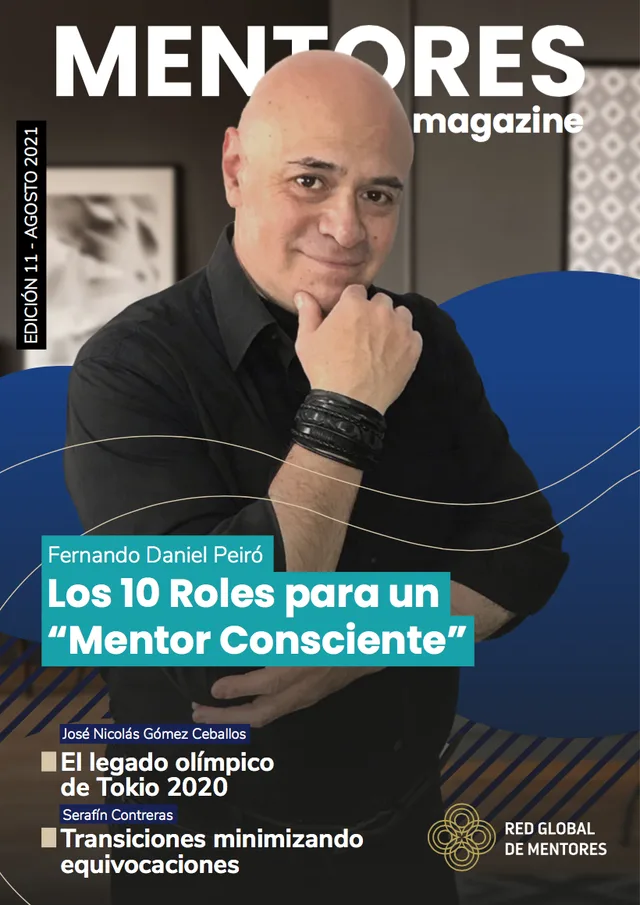 MENTORES
magazine
EDICIÓN 11 - AGOSTO 2021
Fernando Daniel Peiró
Los 10 Roles para un
“Mentor Consciente”
José Nicolás Gómez Ceballos
El legado olímpico
de Tokio 2020
Serafín Contreras
Transiciones minimizando
equivocaciones
RED GLOBAL
DE MENTORES